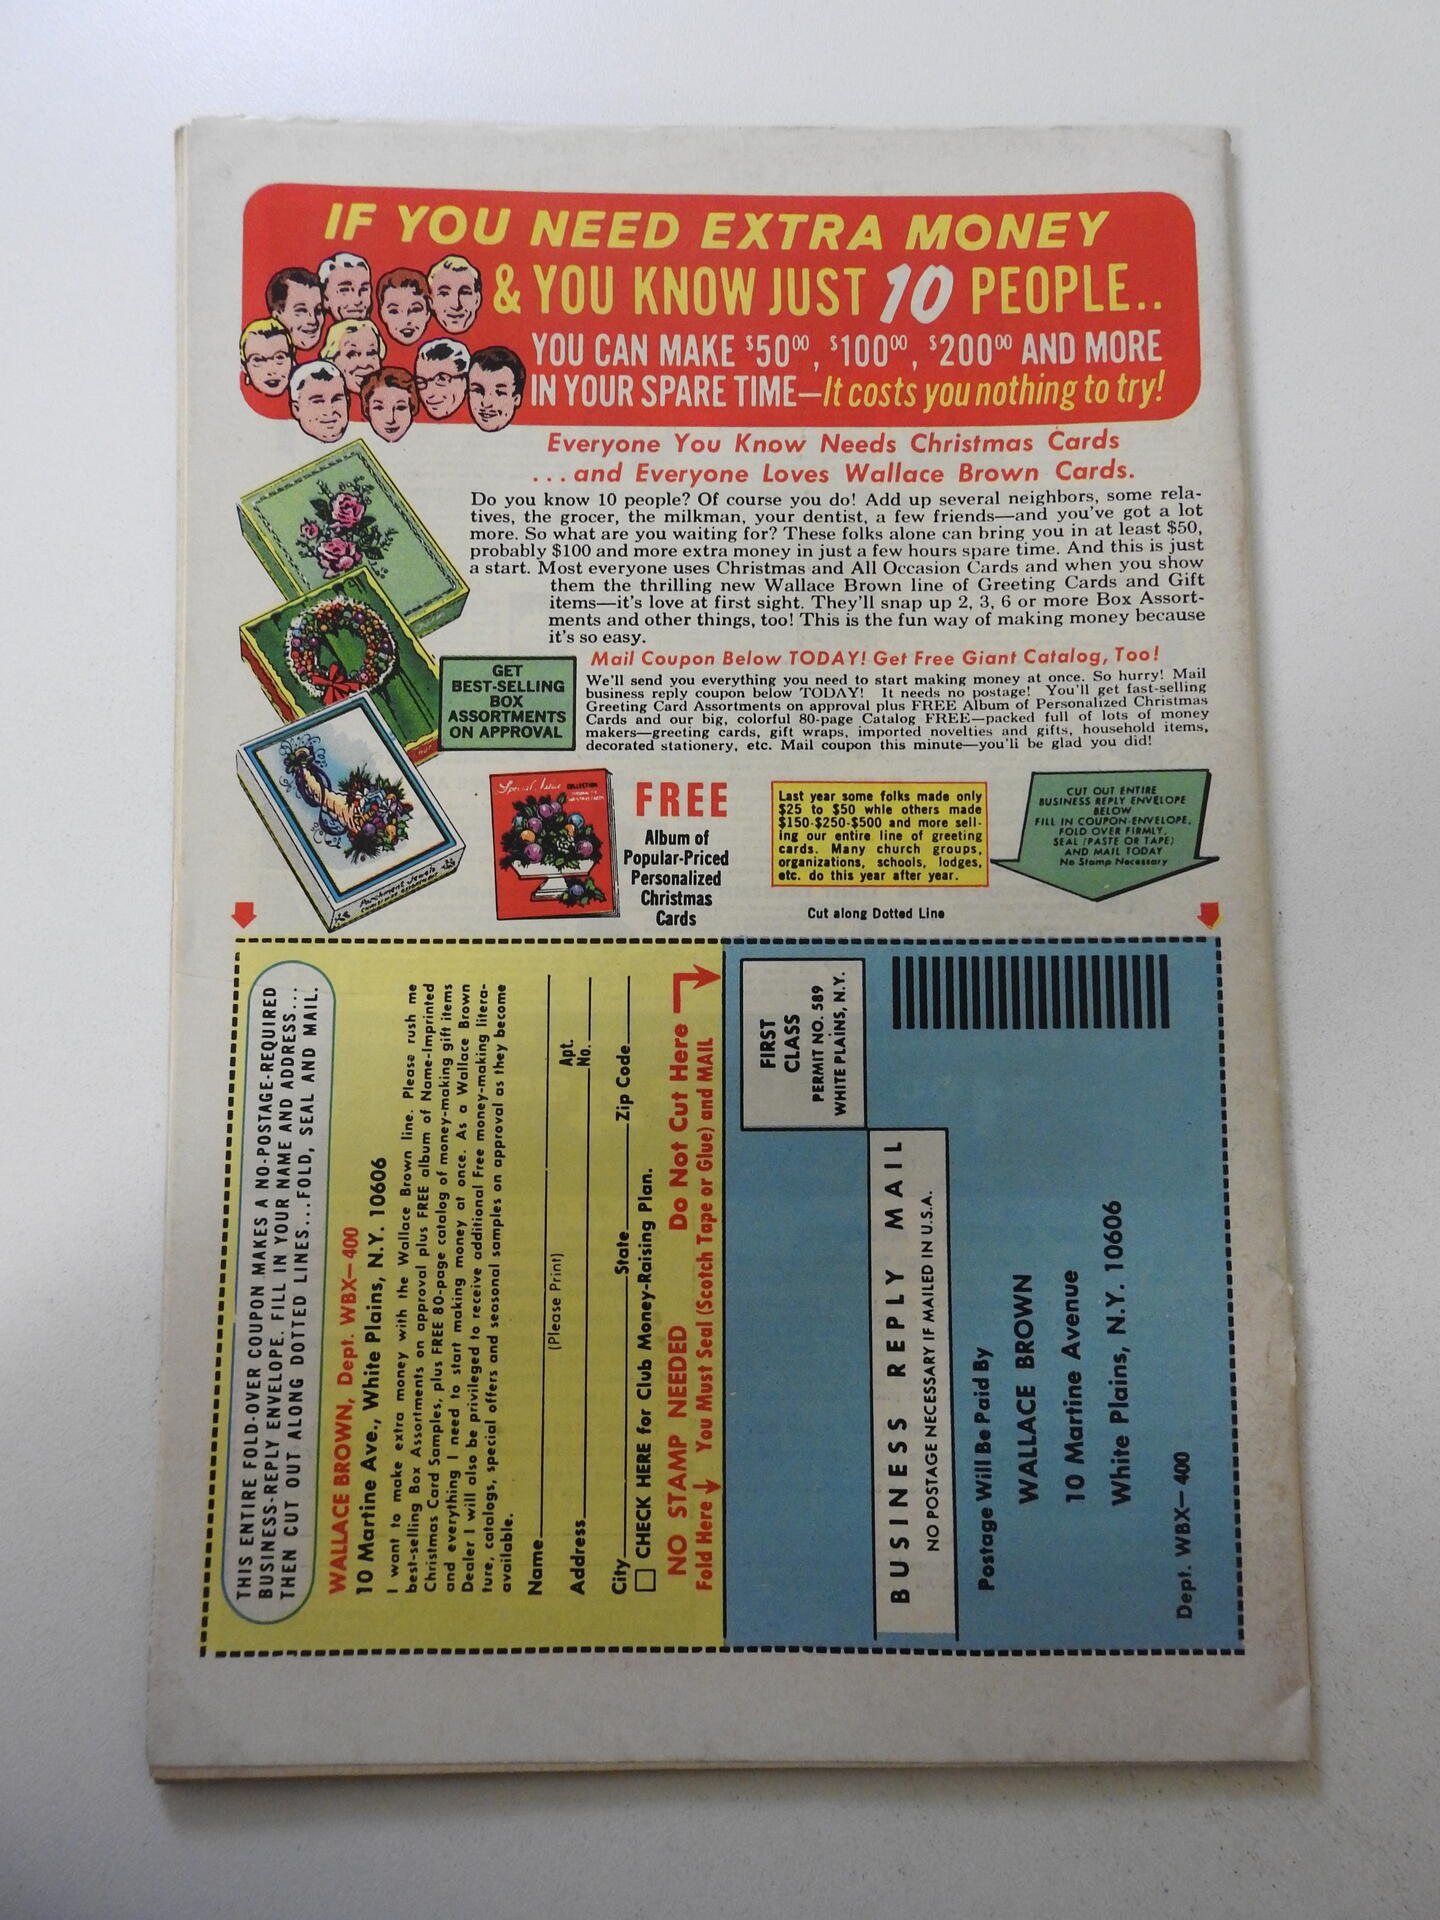 IF YOU NEED EXTRA MONEY
& YOU KNOW JUST 10 PEOPLE..
YOU CAN MAKE $50⁰⁰, $100⁰⁰, $200⁰⁰ AND MORE
IN YOUR SPARE TIME—It costs you nothing to try!
Everyone You Know Needs Christmas Cards
...and Everyone Loves Wallace Brown Cards.
Do you know 10 people? Of course you do! Add up several neighbors, some rela-
tives, the grocer, the milkman, your dentist, a few friends—and you've got a lot
more. So what are you waiting for? These folks alone can bring you in at least $50,
probably $100 and more extra money in just a few hours spare time. And this is just
a start. Most everyone uses Christmas and All Occasion Cards and when you show
them the thrilling new Wallace Brown line of Greeting Cards and Gift
items—it's love at first sight. They'll snap up 2, 3, 6 or more Box Assort-
ments and other things, too! This is the fun way of making money because
it's so easy.
GET
BEST-SELLING
BOX
ASSORTMENTS
ON APPROVAL
Mail Coupon Below TODAY! Get Free Giant Catalog, Too!
We'll send you everything you need to start making money at once. So hurry! Mail
business reply coupon below TODAY! It needs no postage! You'll get fast-selling
Greeting Card Assortments on approval plus FREE Album of Personalized Christmas
Cards and our big, colorful 80-page Catalog FREE—packed full of lots of money
makers—greeting cards, gift wraps, imported novelties and gifts, household items,
decorated stationery, etc. Mail coupon this minute—you'll be glad you did!
Parchment Jewels
Special Issue COLLECTION
FREE
Album of
Popular-Priced
Personalized
Christmas
Cards
Last year some folks made only
$25 to $50 whle others made
$150-$250-$500 and more sell-
ing our entire line of greeting
cards. Many church groups,
organizations, schools, lodges,
etc. do this year after year.
CUT OUT ENTIRE
BUSINESS REPLY ENVELOPE
BELOW
FILL IN COUPON-ENVELOPE,
FOLD OVER FIRMLY,
SEAL (PASTE OR TAPE)
AND MAIL TODAY
No Stamp Necessary
Cut along Dotted Line
THIS ENTIRE FOLD-OVER COUPON MAKES A NO-POSTAGE-REQUIRED
BUSINESS-REPLY ENVELOPE. FILL IN YOUR NAME AND ADDRESS...
THEN CUT OUT ALONG DOTTED LINES...FOLD, SEAL AND MAIL.
WALLACE BROWN, Dept. WBX—400
10 Martine Ave., White Plains, N.Y. 10606
I want to make extra money with the Wallace Brown line. Please rush me
best-selling Box Assortments on approval plus FREE album of Name-Imprinted
Christmas Card Samples, plus FREE 80-page catalog of money-making gift items
and everything I need to start making money at once. As a Wallace Brown
Dealer I will also be privileged to receive additional Free money-making litera-
ture, catalogs, special offers and seasonal samples on approval as they become
available.
Name
(Please Print)
Address Apt. No.
City State Zip Code
CHECK HERE for Club Money-Raising Plan.
NO STAMP NEEDED Do Not Cut Here
Fold Here You Must Seal (Scotch Tape or Glue) and MAIL
FIRST
CLASS
PERMIT NO. 589
WHITE PLAINS, N.Y.
BUSINESS REPLY MAIL
NO POSTAGE NECESSARY IF MAILED IN U.S.A.
Postage Will Be Paid By
WALLACE BROWN
10 Martine Avenue
White Plains, N.Y. 10606
Dept. WBX—400